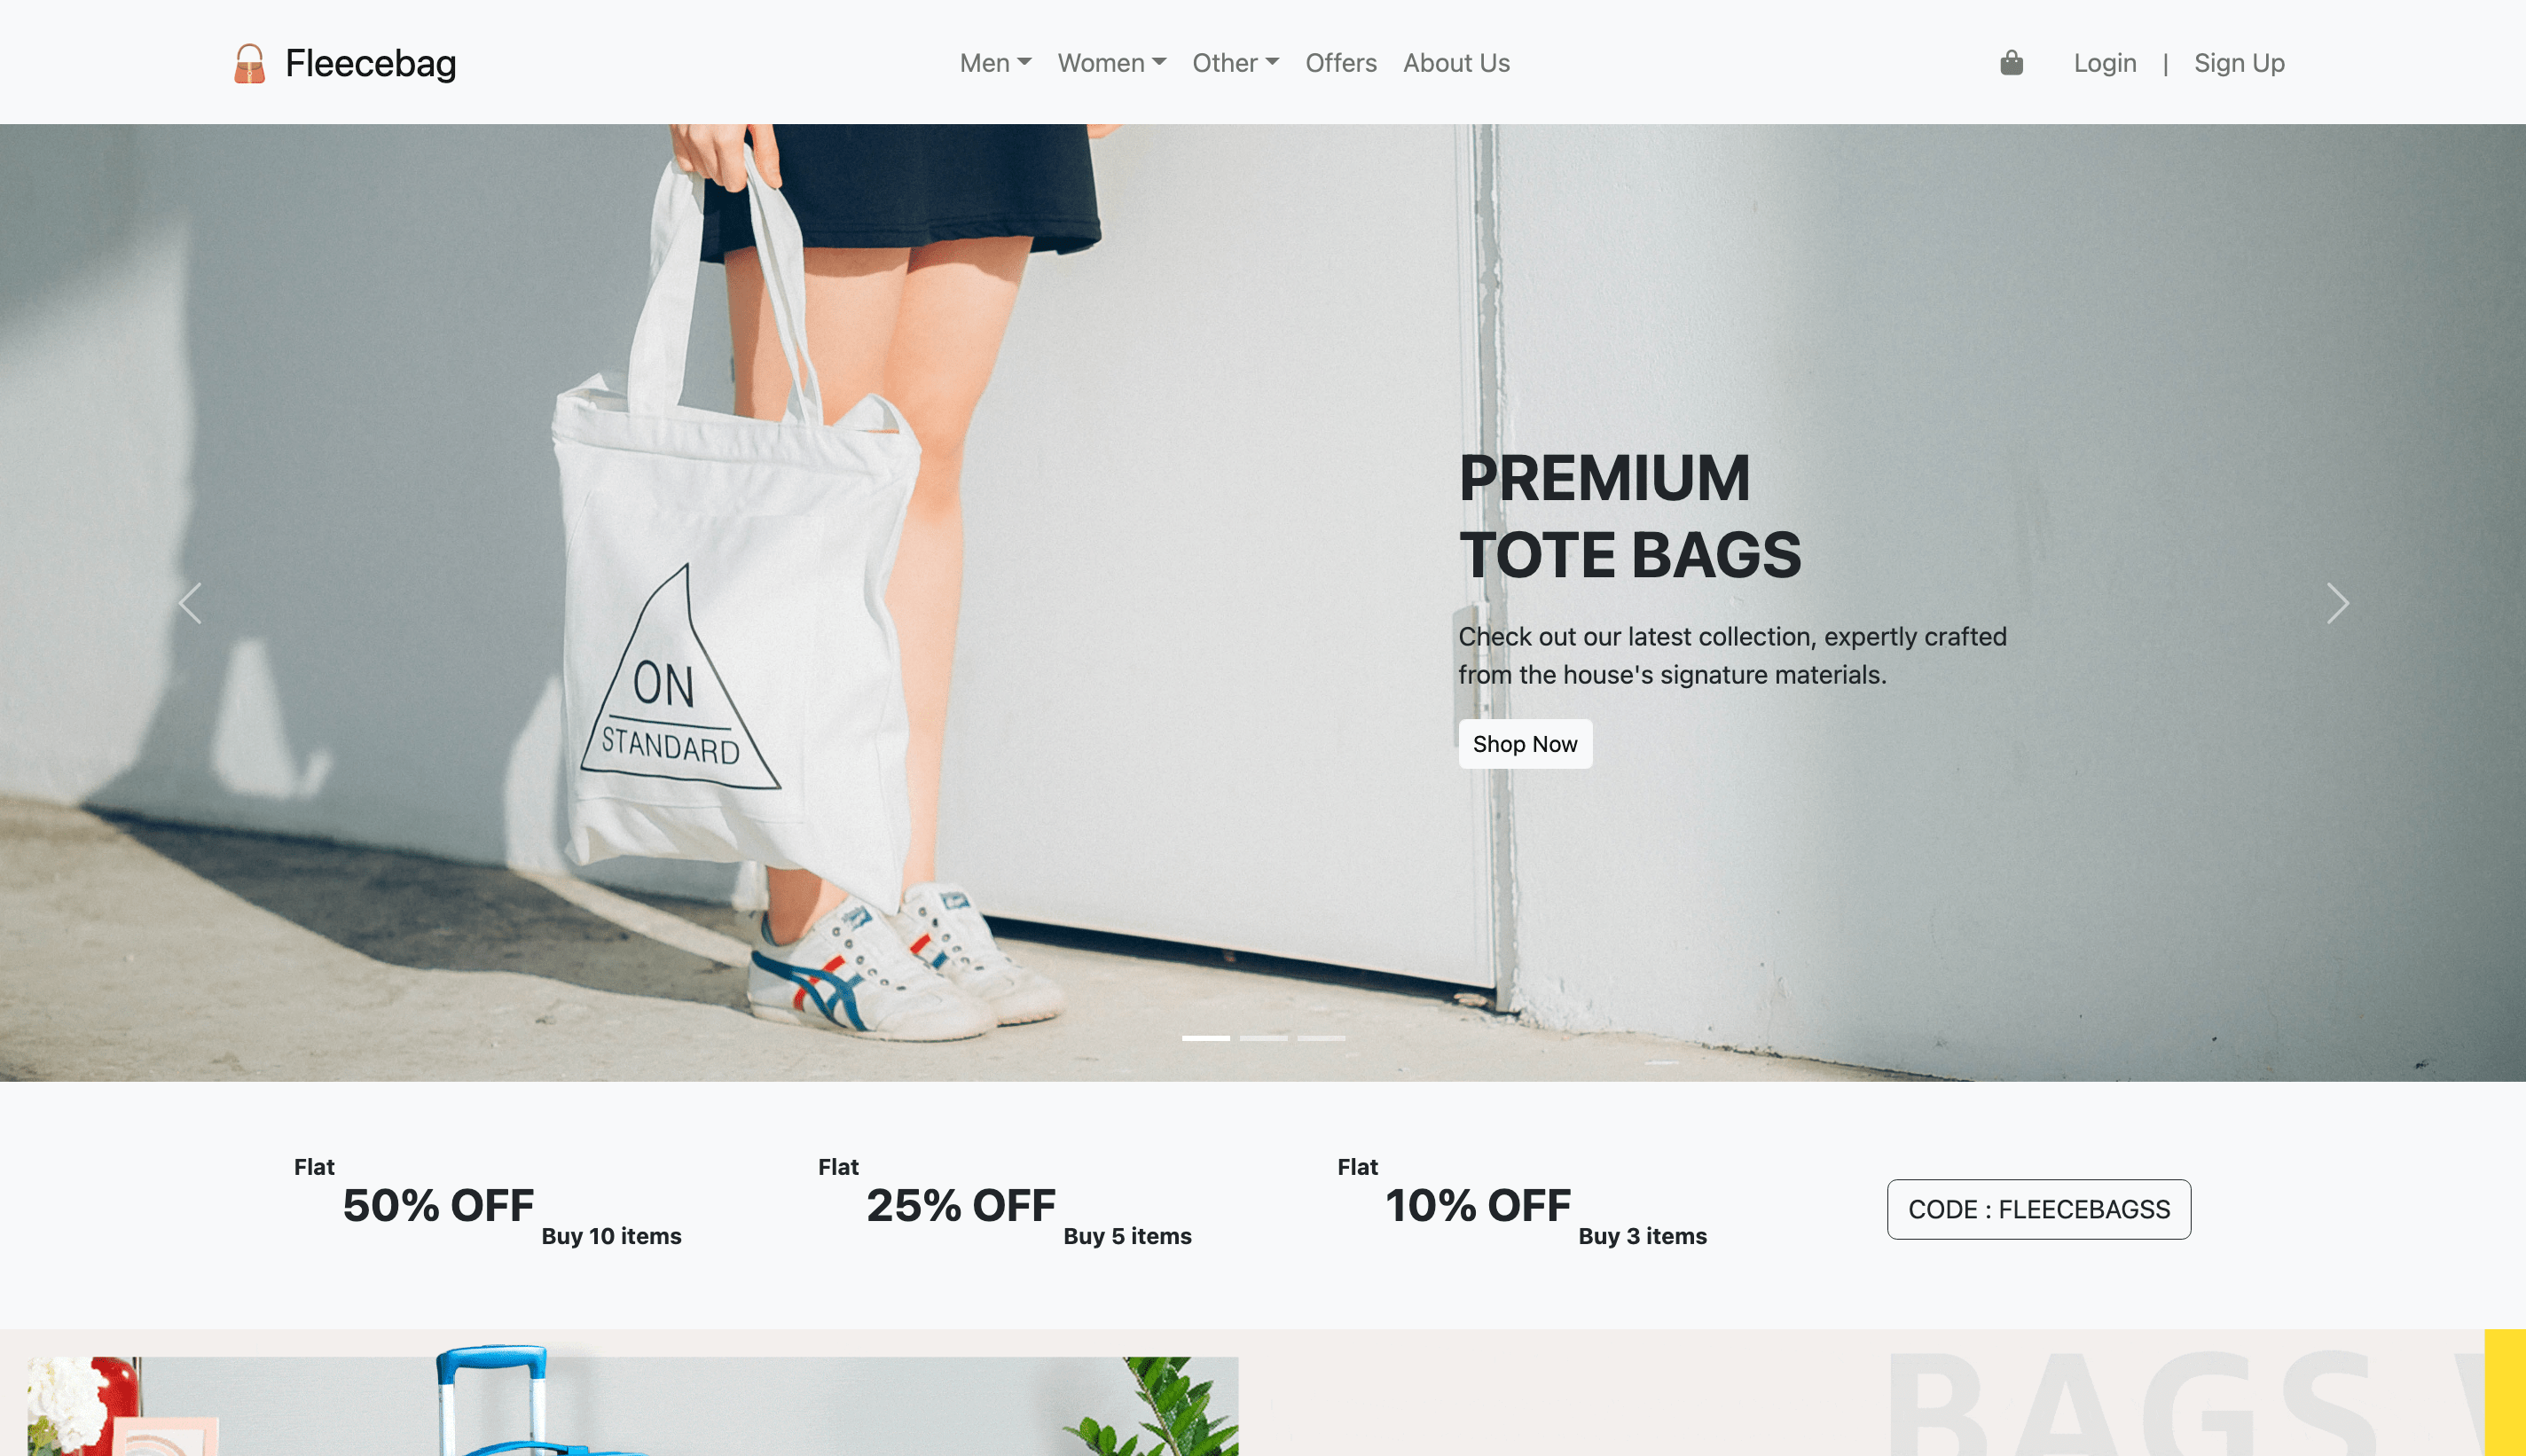 Fleecebag
Men
Women
Other
Offers
About Us
Login | Sign Up
PREMIUM
TOTE BAGS
Check out our latest collection, expertly crafted
from the house's signature materials.
Shop Now
ON
STANDARD
Flat
50% OFF
Buy 10 items
Flat
25% OFF
Buy 5 items
Flat
10% OFF
Buy 3 items
CODE : FLEECEBAGSS
BAGS